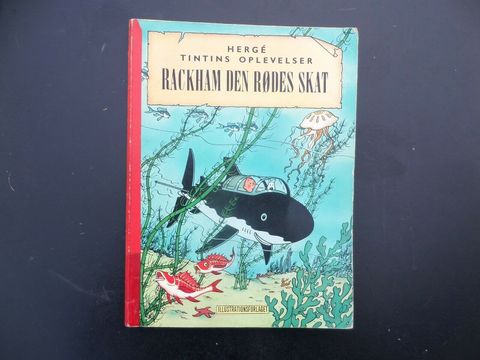 HERGÉ
TINTINS OPLEVELSER
RACKHAM DEN RØDES SKAT
ILLUSTRATIONSFORLAGET